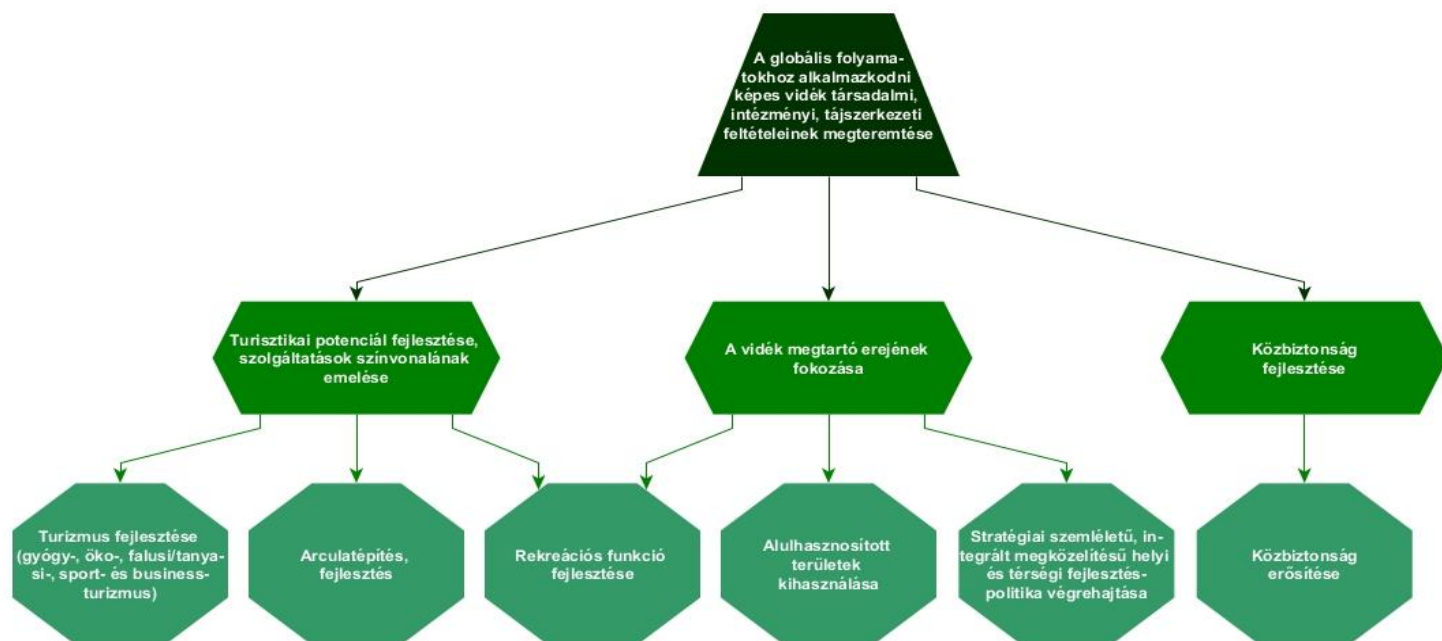 A globális folyama-
tokhoz alkalmazkodni
képes vidék társadalmi,
intézményi, tájszerkezeti
feltételeinek megteremtése
Turisztikai potenciál fejlesztése,
szolgáltatások színvonalának
emelése
A vidék megtartó erejének
fokozása
Közbiztonság
fejlesztése
Turizmus fejlesztése
(gyógy-, öko-, falusi/tanya-
si-, sport- és business-
turizmus)
Arculatépítés,
fejlesztés
Rekreációs funkció
fejlesztése
Alulhasznosított
területek
kihasználása
Stratégiai szemléletű, in-
tegrált megközelítésű helyi
és térségi fejlesztés-
politika végrehajtása
Közbiztonság
erősítése